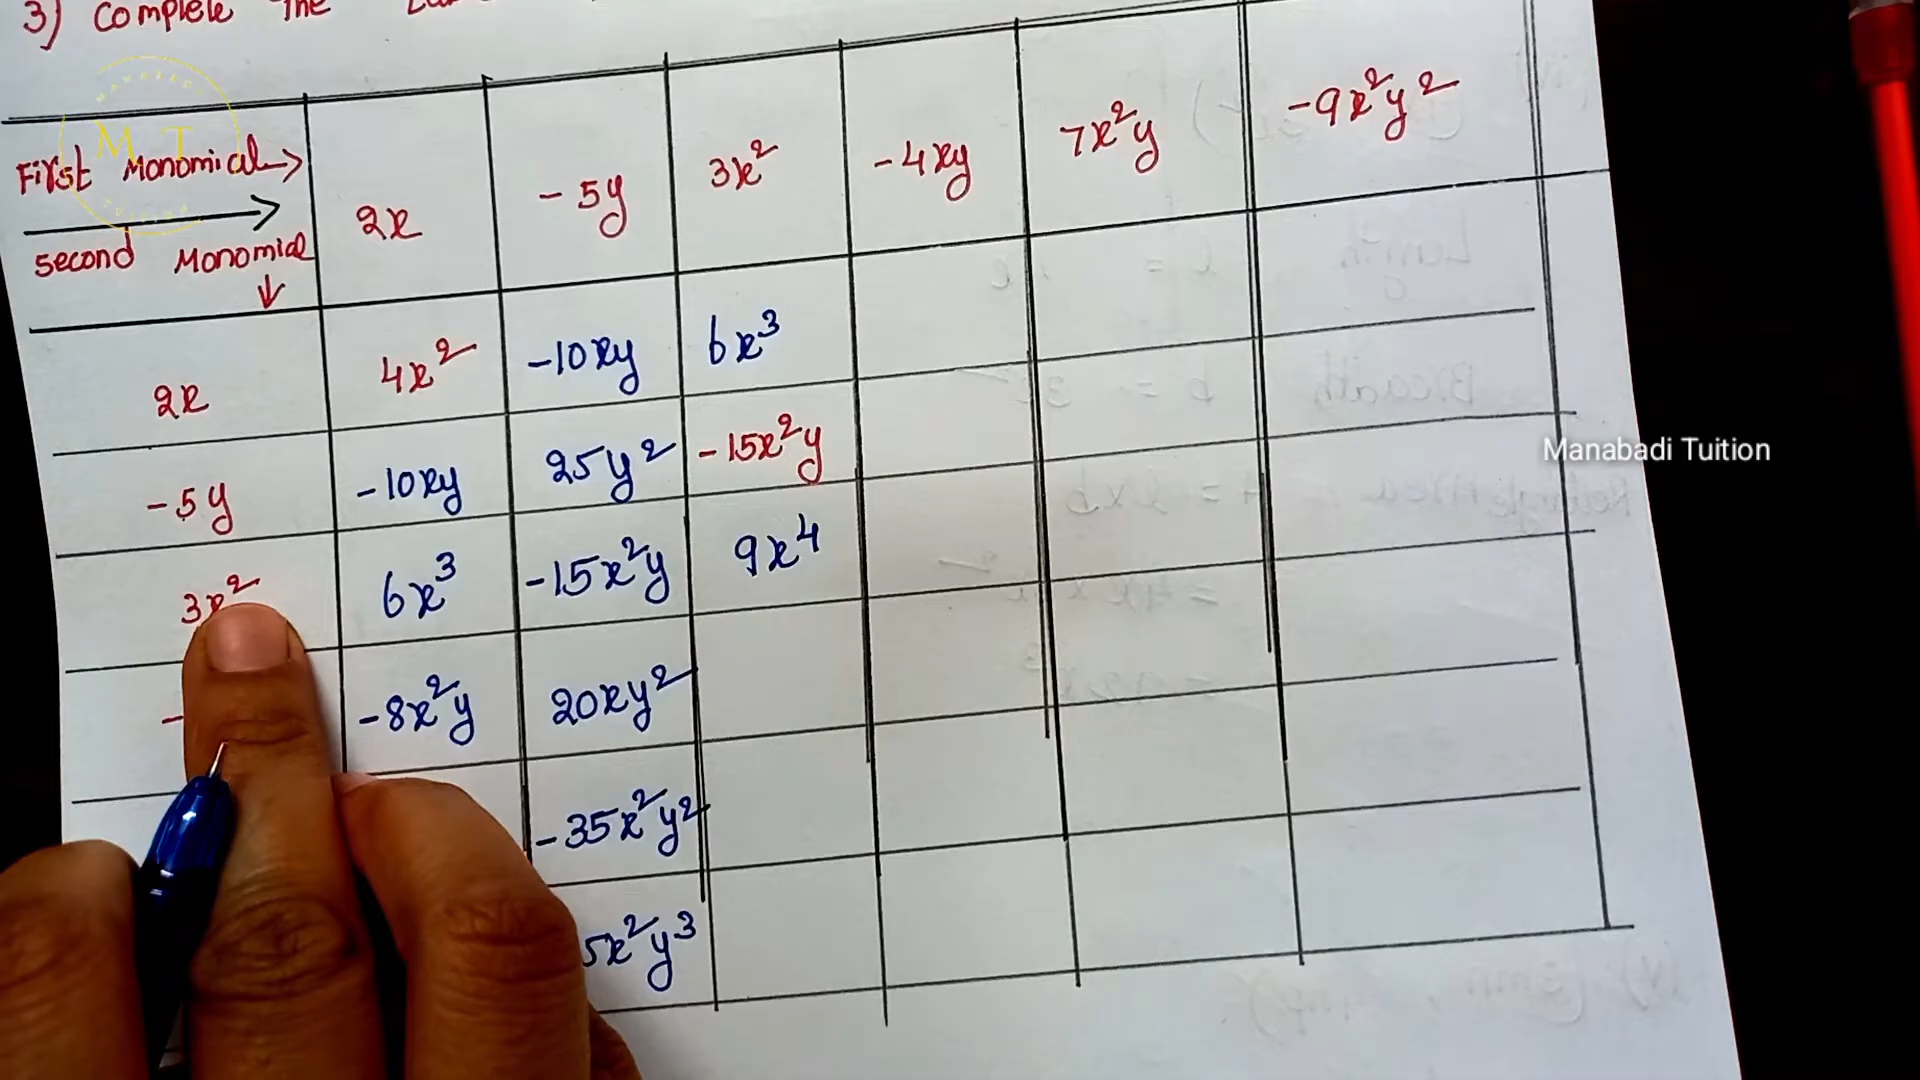 3) Complete The
First Monomial → 2x -5y 3x² -4xy 7x²y -9x²y²
Second Monomial ↓
2x 4x² -10xy 6x³
-5y -10xy 25y² -15x²y
3x² 6x³ -15x²y 9x⁴
- -8x²y 20xy²
-35x²y²
5x²y³
M T
Manabadi Tuition